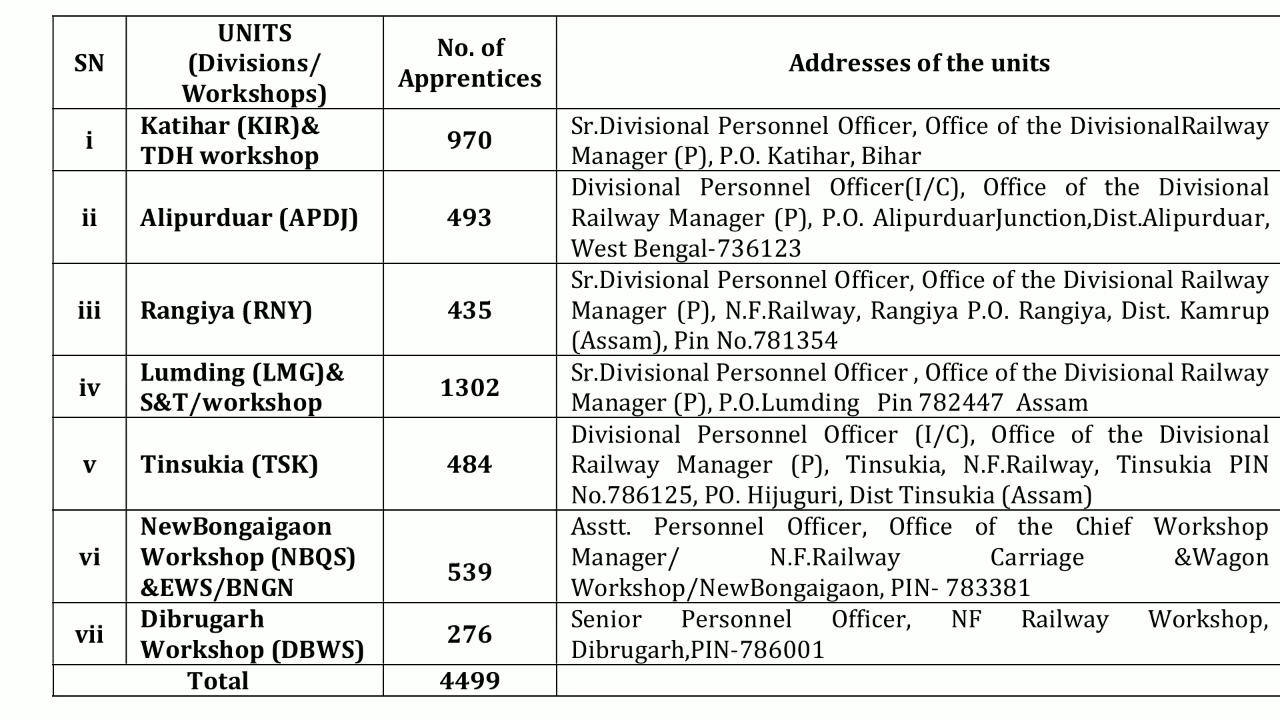 SN
UNITS
(Divisions/
Workshops)
No. of
Apprentices
Addresses of the units
i
Katihar (KIR)&
TDH workshop
970
Sr.Divisional Personnel Officer, Office of the DivisionalRailway
Manager (P), P.O. Katihar, Bihar
ii
Alipurduar (APDJ)
493
Divisional Personnel Officer(I/C), Office of the Divisional
Railway Manager (P), P.O. AlipurduarJunction,Dist.Alipurduar,
West Bengal-736123
iii
Rangiya (RNY)
435
Sr.Divisional Personnel Officer, Office of the Divisional Railway
Manager (P), N.F.Railway, Rangiya P.O. Rangiya, Dist. Kamrup
(Assam), Pin No.781354
iv
Lumding (LMG)&
S&T/workshop
1302
Sr.Divisional Personnel Officer , Office of the Divisional Railway
Manager (P), P.O.Lumding Pin 782447 Assam
v
Tinsukia (TSK)
484
Divisional Personnel Officer (I/C), Office of the Divisional
Railway Manager (P), Tinsukia, N.F.Railway, Tinsukia PIN
No.786125, PO. Hijuguri, Dist Tinsukia (Assam)
vi
NewBongaigaon
Workshop (NBQS)
&EWS/BNGN
539
Asstt. Personnel Officer, Office of the Chief Workshop
Manager/ N.F.Railway Carriage &Wagon
Workshop/NewBongaigaon, PIN- 783381
vii
Dibrugarh
Workshop (DBWS)
276
Senior Personnel Officer, NF Railway Workshop,
Dibrugarh,PIN-786001
Total
4499